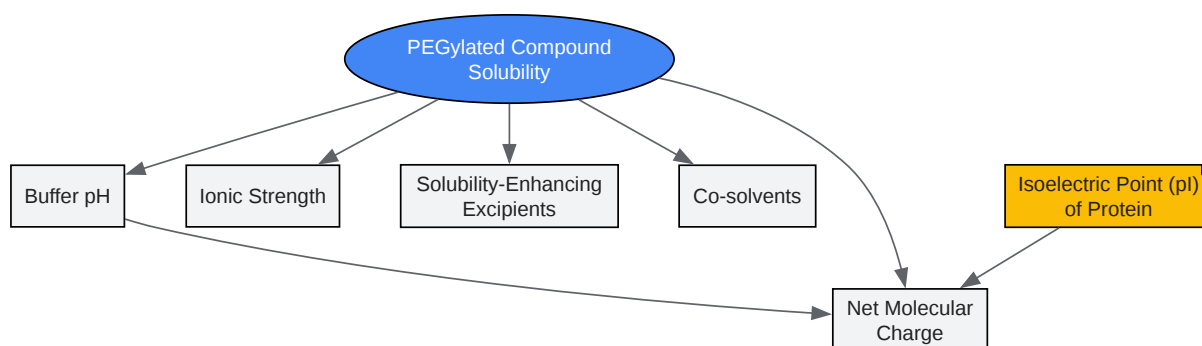 PEGylated Compound
Solubility
Buffer pH
Ionic Strength
Solubility-Enhancing
Excipients
Co-solvents
Isoelectric Point (pI)
of Protein
Net Molecular
Charge